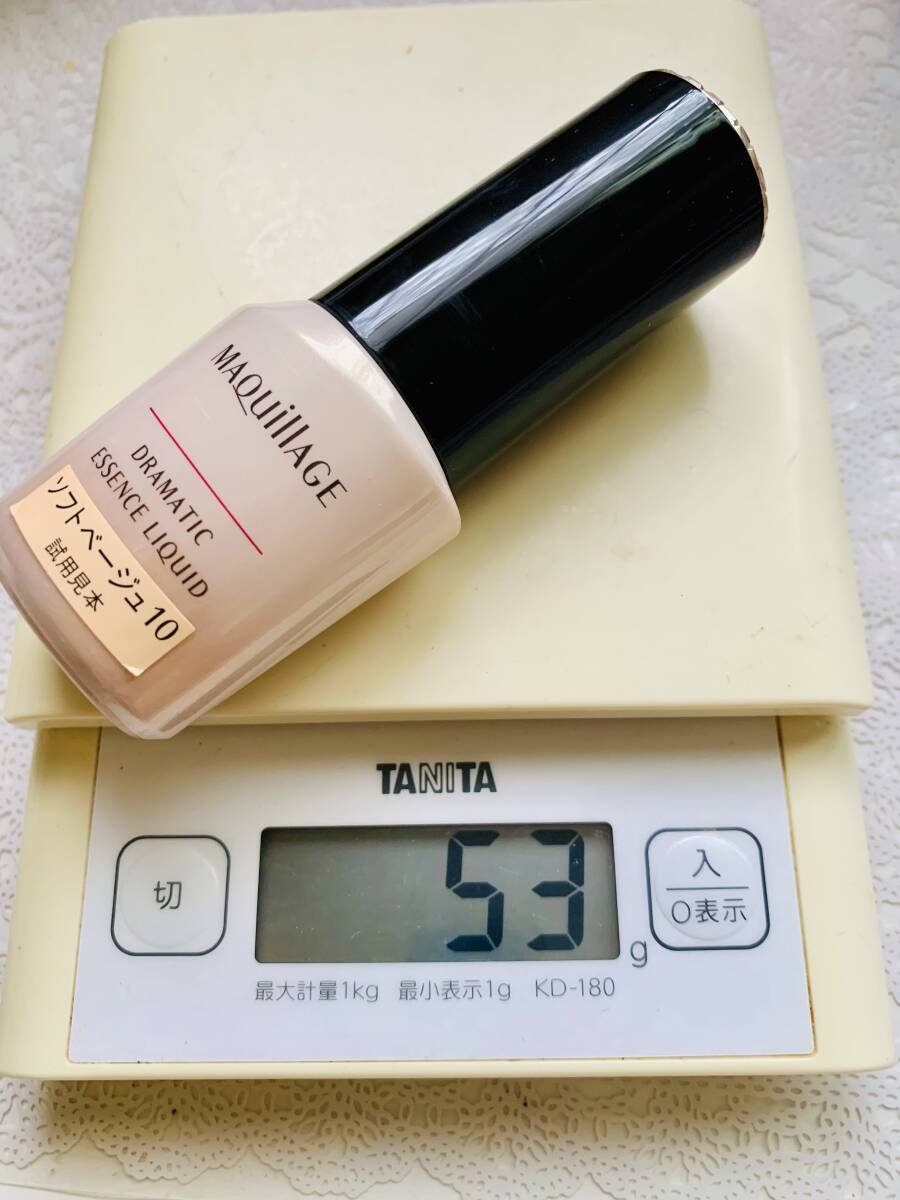 MAQuillAGE
DRAMATIC
ESSENCE LIQUID
ソフトベージュ10
試用見本
TANITA
切
53
g
入
0表示
最大計量1kg 最小表示1g KD-180